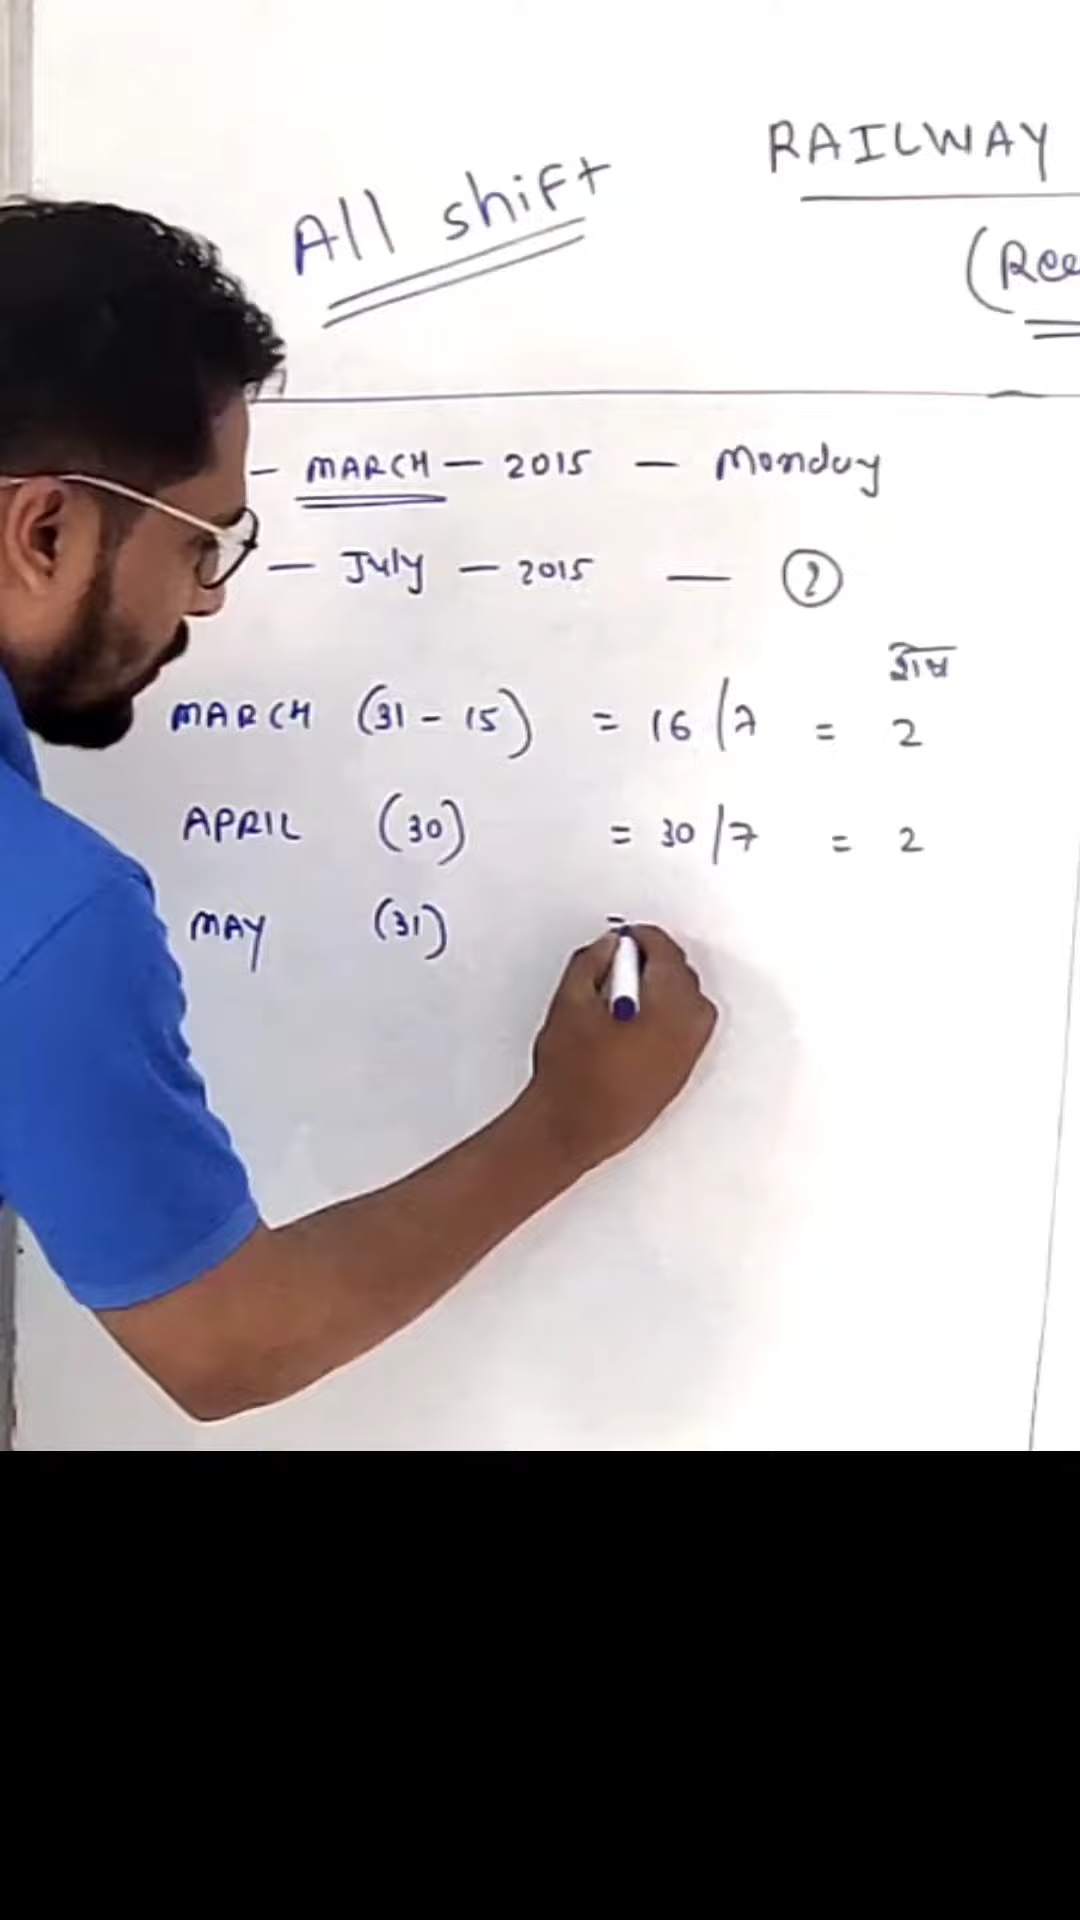 RAILWAY
All shift
(Ree
- MARCH - 2015 - Monday
- July - 2015 - ?
शेष
MARCH (31 - 15) = 16/7 = 2
APRIL (30) = 30/7 = 2
MAY (31) =